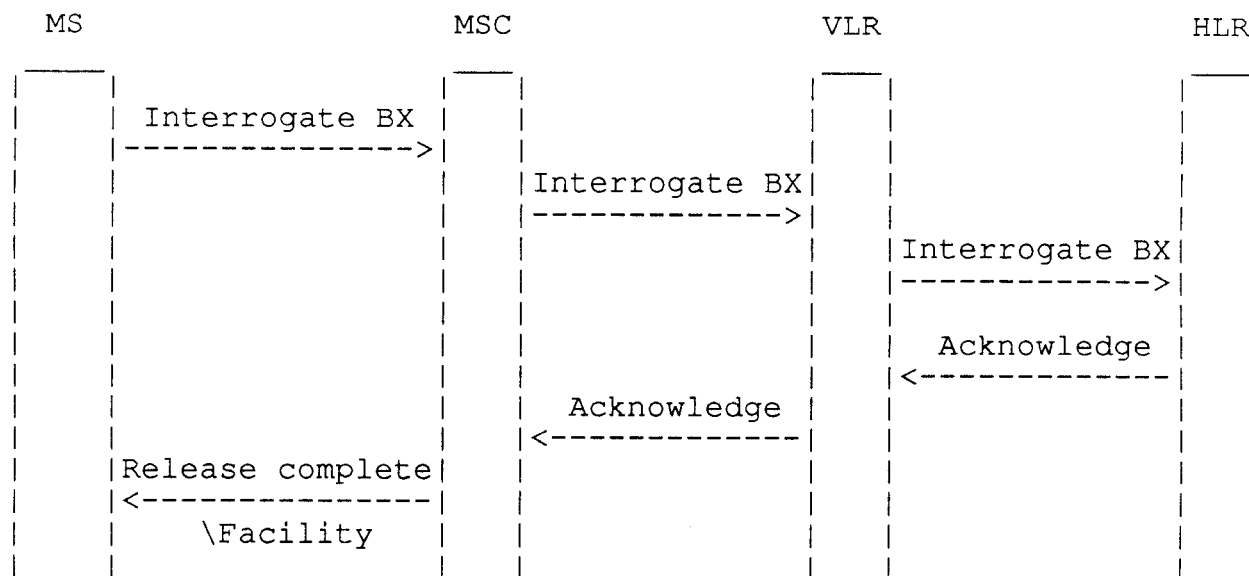 MS MSC VLR HLR
Interrogate BX
Interrogate BX
Interrogate BX
Acknowledge
Acknowledge
Release complete
\Facility